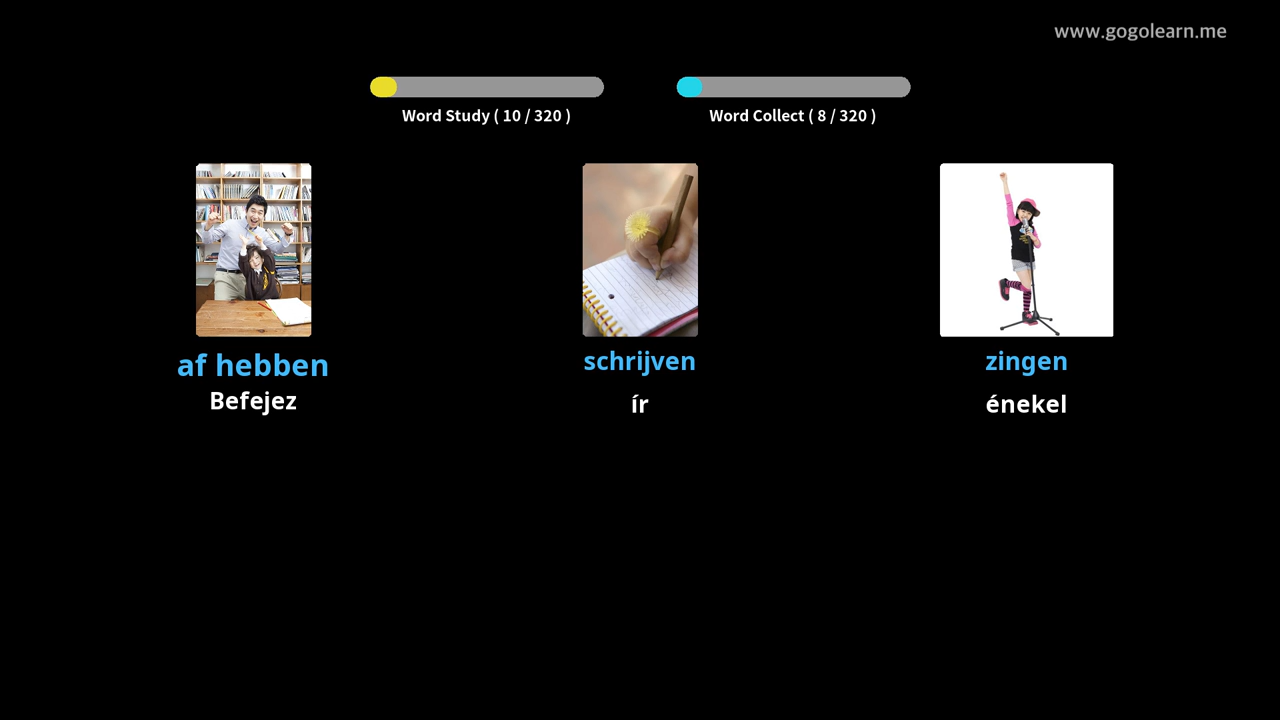 www.gogolearn.me
Word Study ( 10 / 320 )
Word Collect ( 8 / 320 )
af hebben
Befejez
schrijven
ír
zingen
énekel